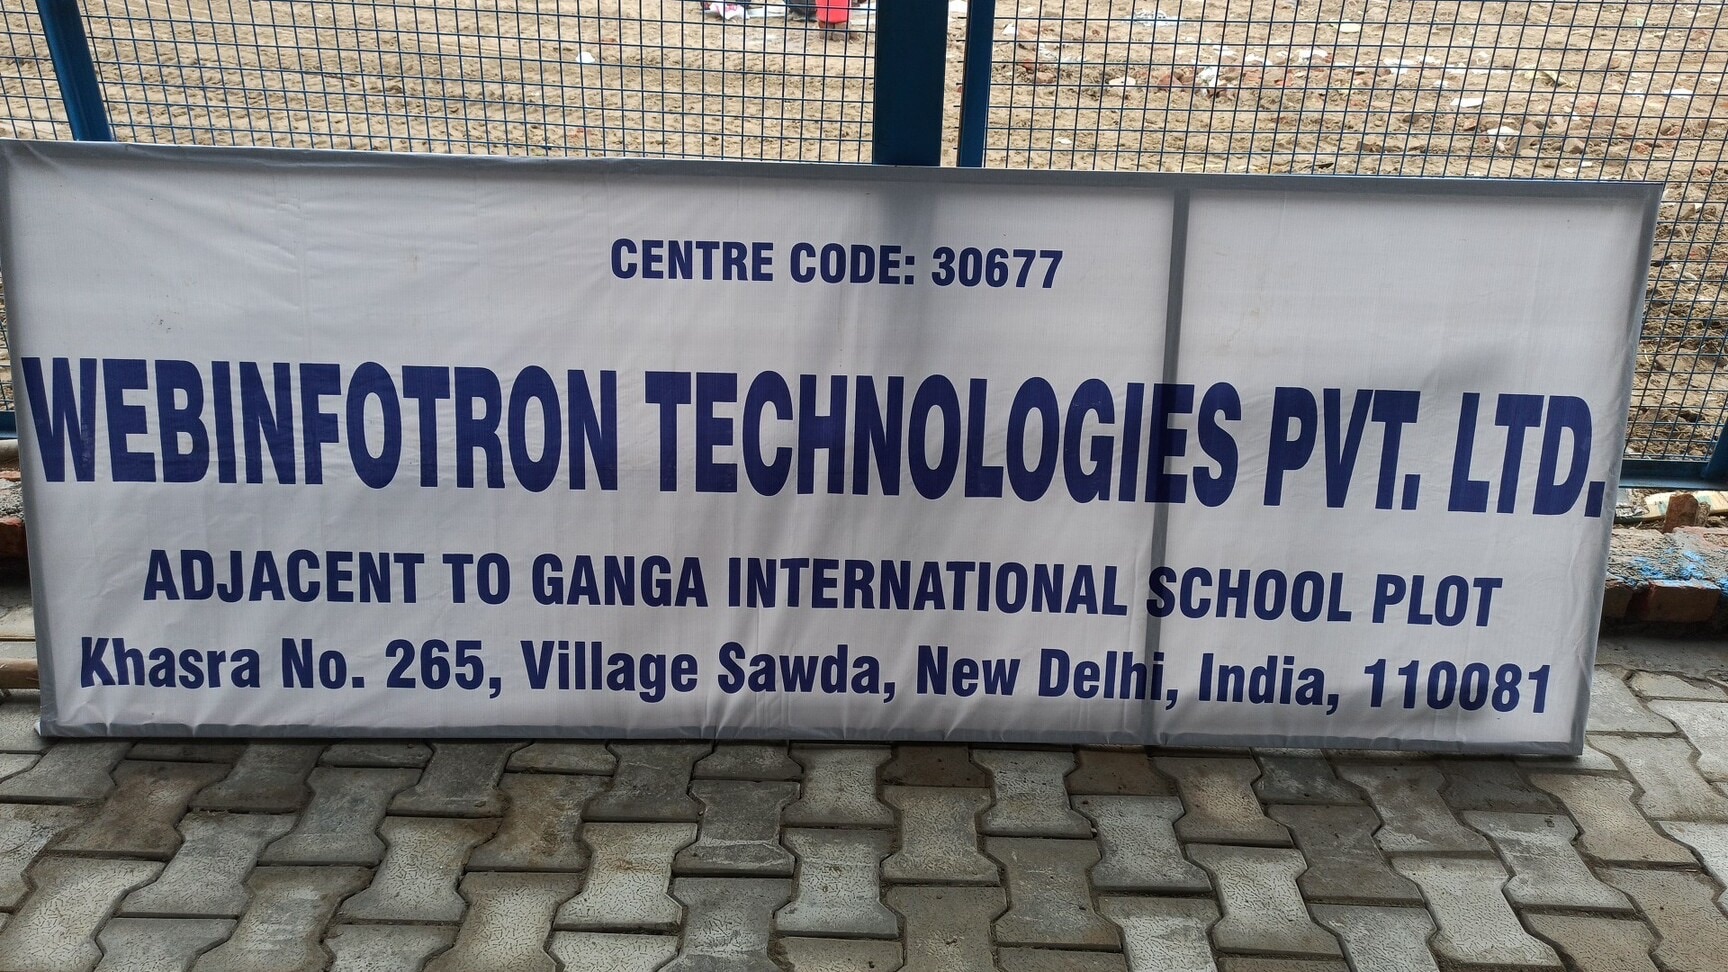 CENTRE CODE: 30677
WEBINFOTRON TECHNOLOGIES PVT. LTD.
ADJACENT TO GANGA INTERNATIONAL SCHOOL PLOT
Khasra No. 265, Village Sawda, New Delhi, India, 110081